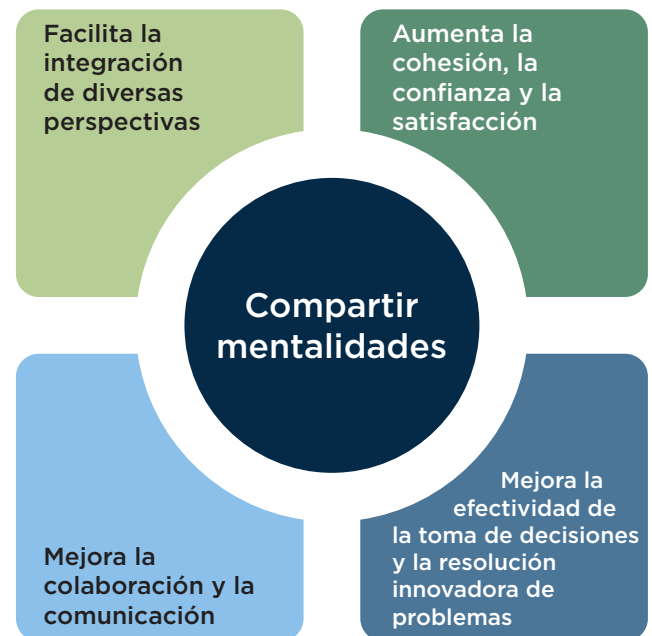 Facilita la
integración
de diversas
perspectivas
Aumenta la
cohesión, la
confianza y la
satisfacción
Compartir
mentalidades
Mejora la
colaboración y la
comunicación
Mejora la
efectividad de
la toma de decisiones
y la resolución
innovadora de
problemas